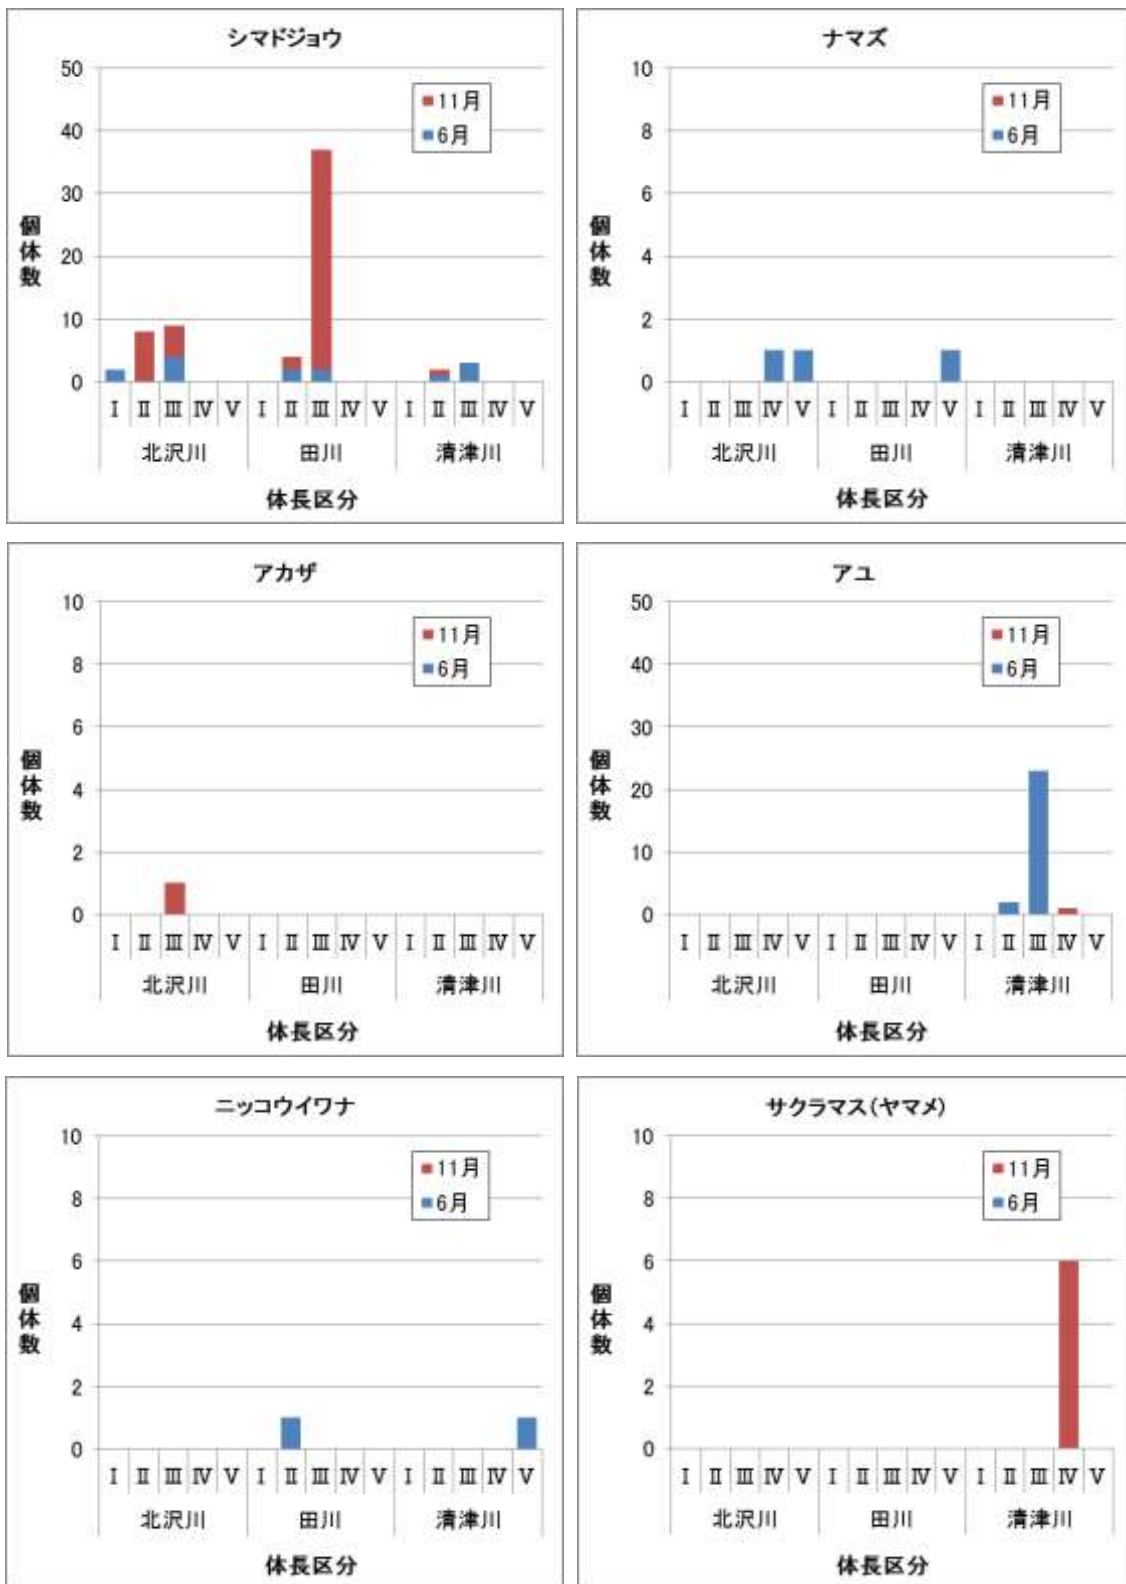 シマドジョウ
50
40
30
20
10
0
個体数
11月
6月
Ⅰ Ⅱ Ⅲ Ⅳ Ⅴ Ⅰ Ⅱ Ⅲ Ⅳ Ⅴ Ⅰ Ⅱ Ⅲ Ⅳ Ⅴ
北沢川 田川 清津川
体長区分
ナマズ
10
8
6
4
2
0
個体数
11月
6月
Ⅰ Ⅱ Ⅲ Ⅳ Ⅴ Ⅰ Ⅱ Ⅲ Ⅳ Ⅴ Ⅰ Ⅱ Ⅲ Ⅳ Ⅴ
北沢川 田川 清津川
体長区分
アカザ
10
8
6
4
2
0
個体数
11月
6月
Ⅰ Ⅱ Ⅲ Ⅳ Ⅴ Ⅰ Ⅱ Ⅲ Ⅳ Ⅴ Ⅰ Ⅱ Ⅲ Ⅳ Ⅴ
北沢川 田川 清津川
体長区分
アユ
50
40
30
20
10
0
個体数
11月
6月
Ⅰ Ⅱ Ⅲ Ⅳ Ⅴ Ⅰ Ⅱ Ⅲ Ⅳ Ⅴ Ⅰ Ⅱ Ⅲ Ⅳ Ⅴ
北沢川 田川 清津川
体長区分
ニッコウイワナ
10
8
6
4
2
0
個体数
11月
6月
Ⅰ Ⅱ Ⅲ Ⅳ Ⅴ Ⅰ Ⅱ Ⅲ Ⅳ Ⅴ Ⅰ Ⅱ Ⅲ Ⅳ Ⅴ
北沢川 田川 清津川
体長区分
サクラマス(ヤマメ)
10
8
6
4
2
0
個体数
11月
6月
Ⅰ Ⅱ Ⅲ Ⅳ Ⅴ Ⅰ Ⅱ Ⅲ Ⅳ Ⅴ Ⅰ Ⅱ Ⅲ Ⅳ Ⅴ
北沢川 田川 清津川
体長区分